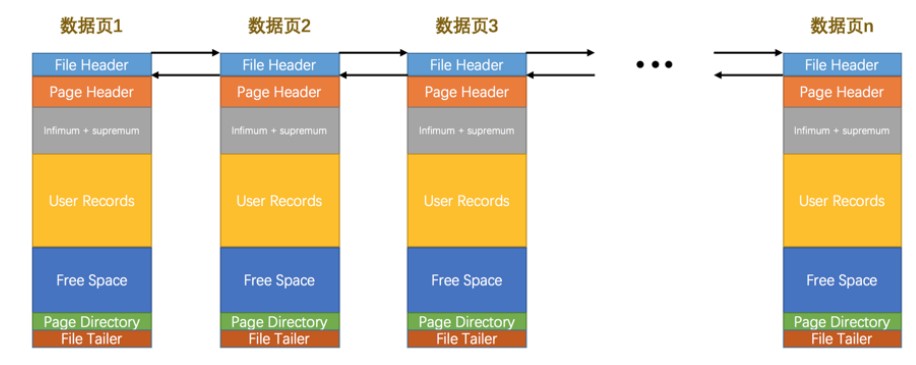 数据页1 数据页2 数据页3 数据页n
File Header File Header File Header ••• File Header
Page Header Page Header Page Header Page Header
Infimum + supremum Infimum + supremum Infimum + supremum Infimum + supremum
User Records User Records User Records User Records
Free Space Free Space Free Space Free Space
Page Directory Page Directory Page Directory Page Directory
File Tailer File Tailer File Tailer File Tailer